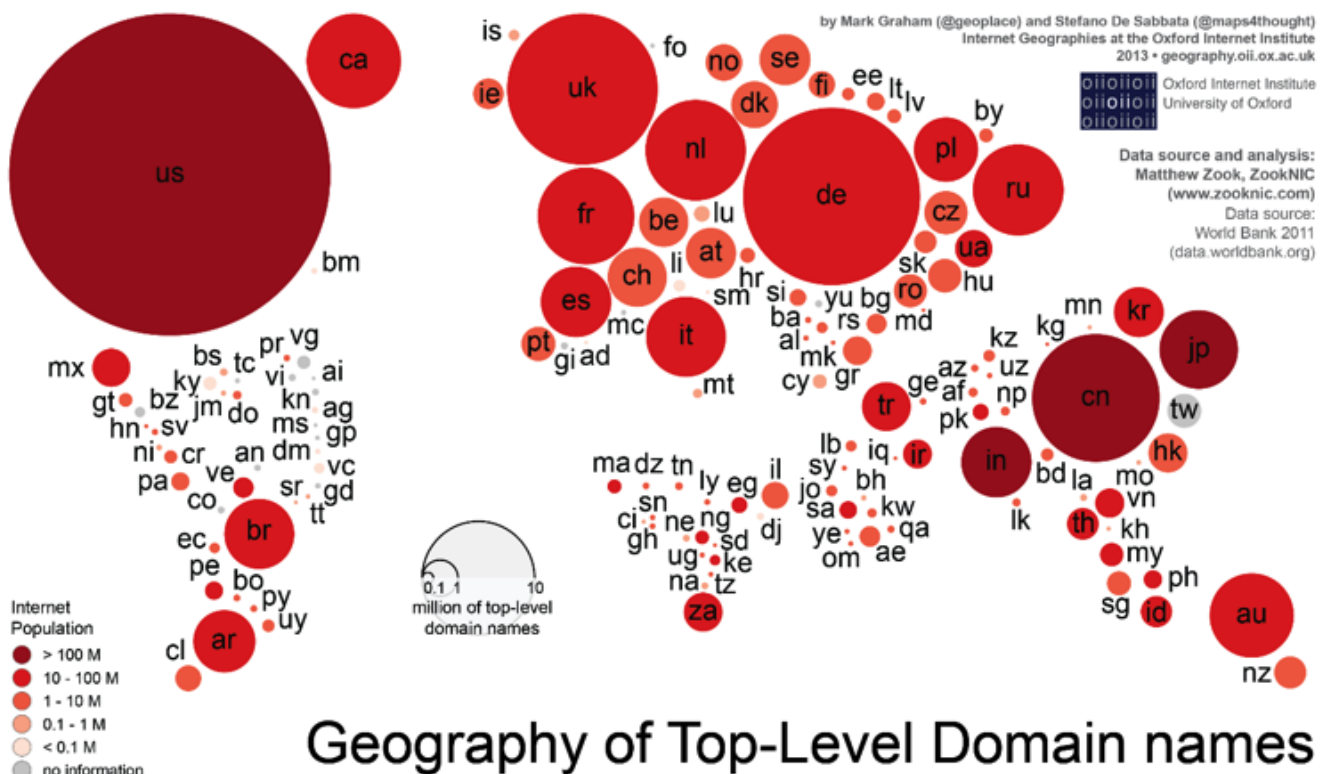 by Mark Graham (@geoplace) and Stefano De Sabbata (@maps4thought)
Internet Geographies at the Oxford Internet Institute
2013 • geography.oii.ox.ac.uk
oiioiioii
oiioiioii
oiioiioii
Oxford Internet Institute
University of Oxford
Data source and analysis:
Matthew Zook, ZookNIC
(www.zooknic.com)
Data source:
World Bank 2011
(data.worldbank.org)
us
ca
bm
mx
gt
bz
hn
sv
ni
cr
pa
ky
bs
tc
jm
do
pr
vg
vi
ai
kn
ag
ms
gp
dm
vc
gd
an
ve
co
sr
tt
br
ec
pe
bo
py
uy
ar
cl
is
ie
uk
fo
no
se
dk
fi
ee
lt
lv
by
nl
de
pl
ru
fr
be
lu
cz
ua
at
hr
sk
hu
ch
li
sm
es
mc
it
pt
gi
ad
mt
si
yu
bg
ro
md
ba
rs
al
mk
gr
cy
tr
ge
az
kz
uz
af
np
pk
kg
mn
kr
jp
cn
tw
in
bd
hk
mo
la
vn
lk
th
kh
my
ph
sg
id
au
nz
lb
iq
ir
sy
jo
bh
sa
kw
ye
qa
om
ae
ma
dz
tn
ly
eg
il
sn
ci
ne
ng
dj
gh
sd
ug
ke
na
tz
za
0.1
1
10
million of top-level
domain names
Internet
Population
> 100 M
10 - 100 M
1 - 10 M
0.1 - 1 M
< 0.1 M
no information
Geography of Top-Level Domain names